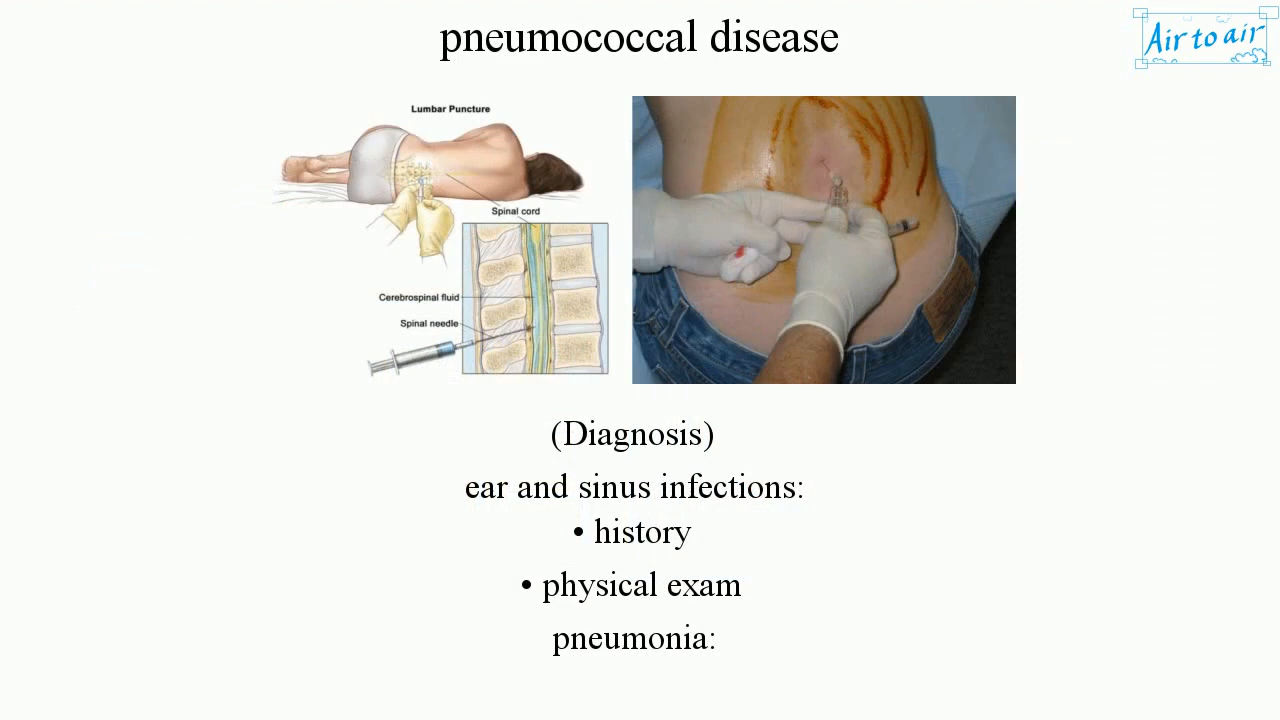 pneumococcal disease
Air to air
Lumbar Puncture
Spinal cord
Cerebrospinal fluid
Spinal needle
(Diagnosis)
ear and sinus infections:
• history
• physical exam
pneumonia: